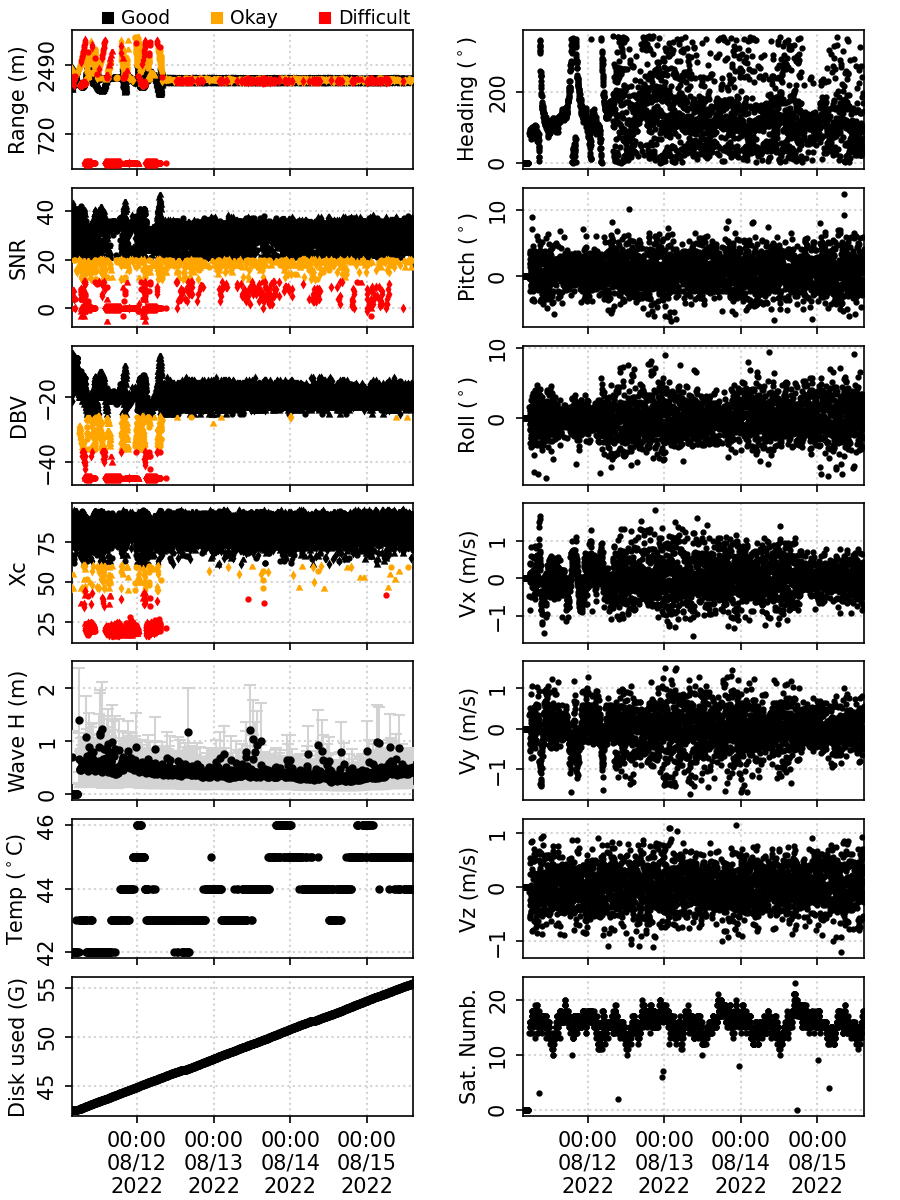 Good Okay Difficult
Range (m)
2490
720
Heading (°)
200
0
SNR
40
20
0
Pitch (°)
10
0
DBV
−20
−40
Roll (°)
10
0
Xc
75
50
25
Vx (m/s)
1
0
−1
Wave H (m)
2
1
0
Vy (m/s)
1
0
−1
Temp (°C)
46
44
42
Vz (m/s)
1
0
−1
Disk used (G)
55
50
45
Sat. Numb.
20
10
0
00:00 00:00 00:00 00:00
08/12 08/13 08/14 08/15
2022 2022 2022 2022
00:00 00:00 00:00 00:00
08/12 08/13 08/14 08/15
2022 2022 2022 2022